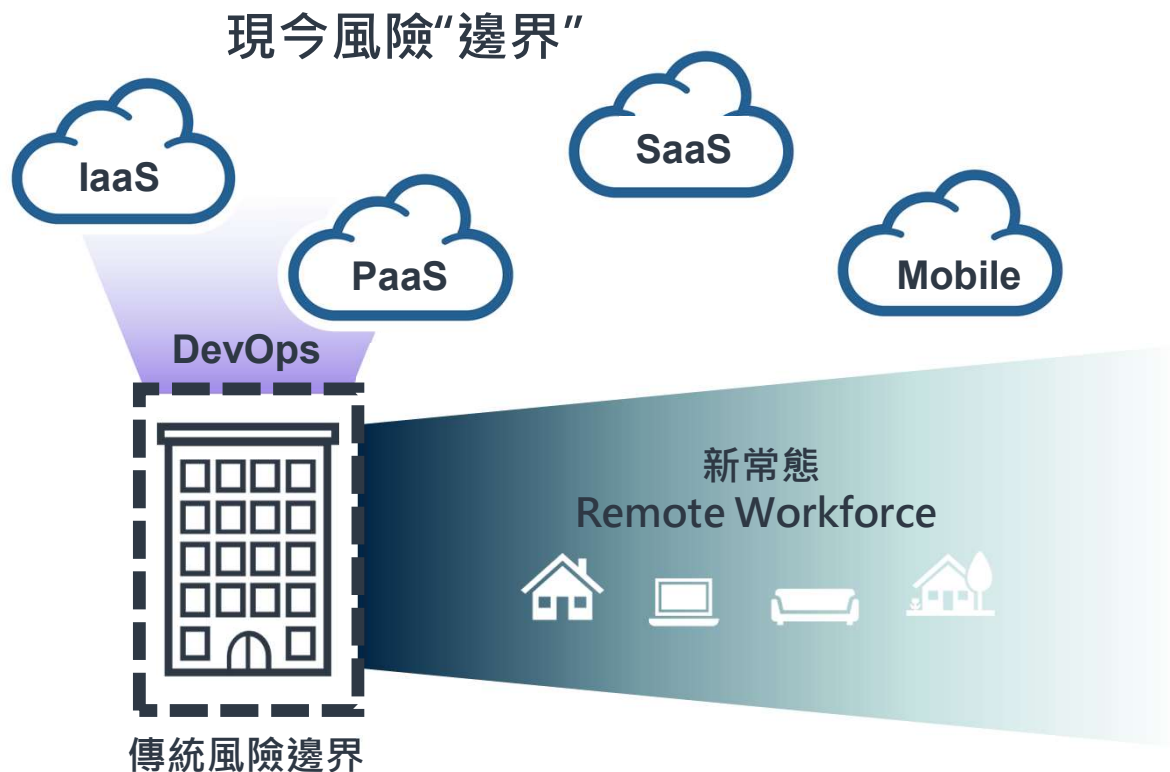 現今風險“邊界”
IaaS
SaaS
PaaS
Mobile
DevOps
新常態
Remote Workforce
傳統風險邊界